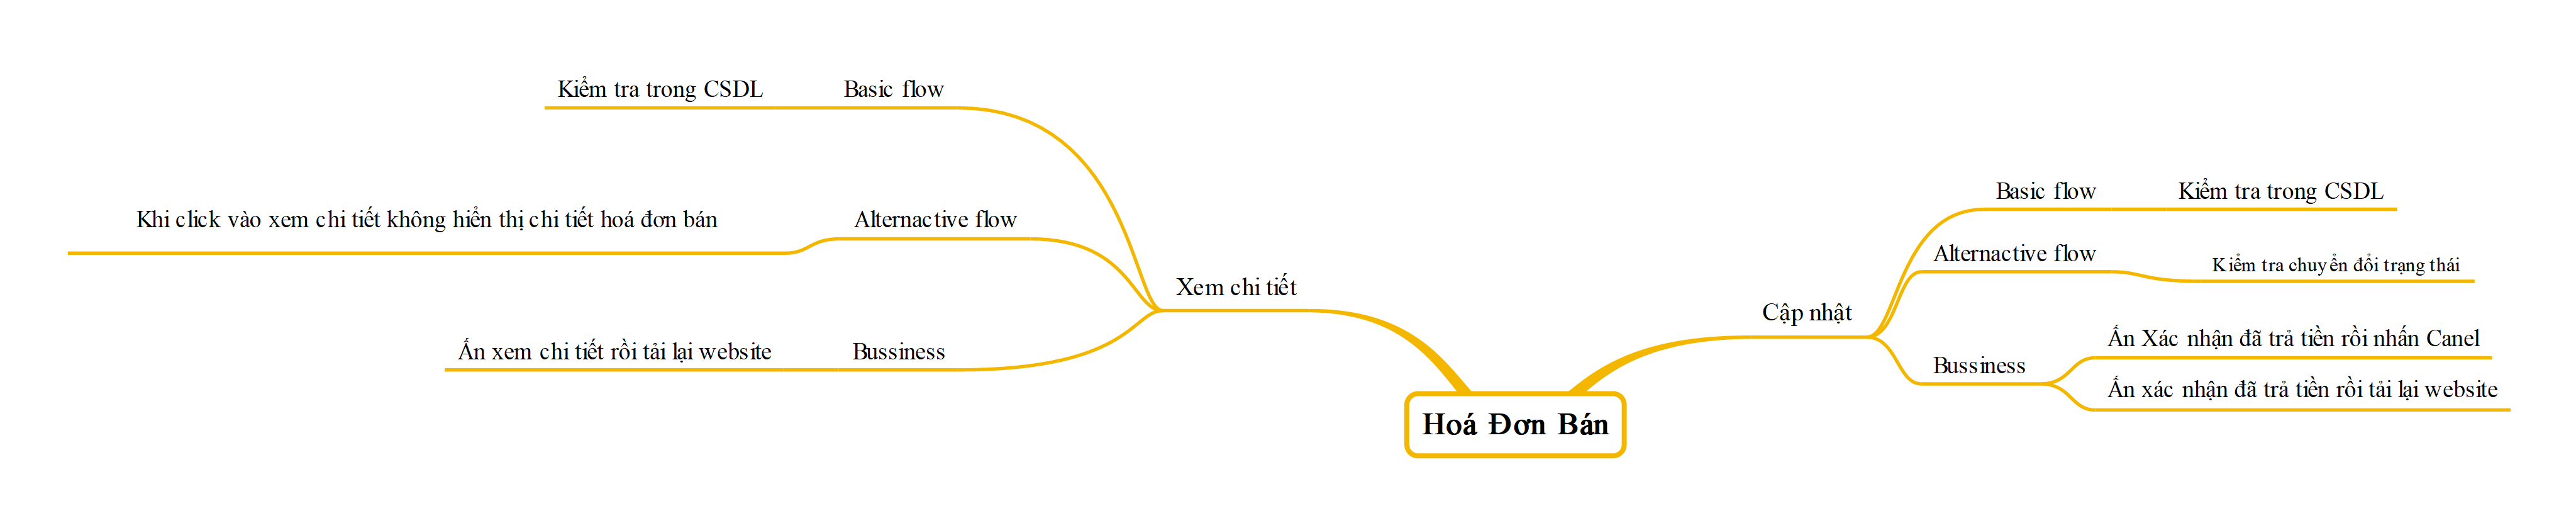 Kiểm tra trong CSDL
Basic flow
Khi click vào xem chi tiết không hiển thị chi tiết hoá đơn bán
Alternactive flow
Ấn xem chi tiết rồi tải lại website
Bussiness
Xem chi tiết
Hoá Đơn Bán
Cập nhật
Basic flow
Kiểm tra trong CSDL
Alternactive flow
Kiểm tra chuyển đổi trạng thái
Bussiness
Ấn Xác nhận đã trả tiền rồi nhấn Canel
Ấn xác nhận đã trả tiền rồi tải lại website